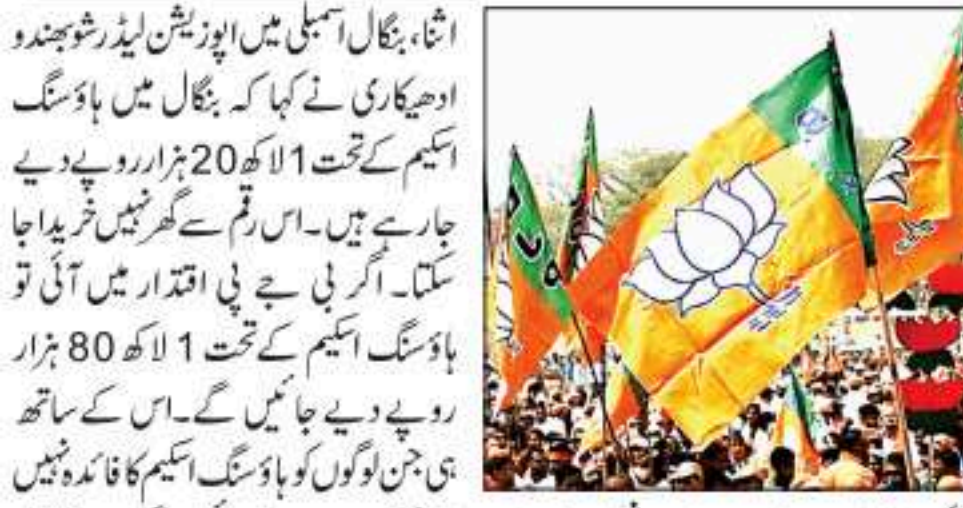 اثنا، بنگال اسمبلی میں اپوزیشن لیڈر شوبھندو
ادھیکاری نے کہا کہ بنگال میں ہاؤسنگ
اسکیم کے تحت 1 لاکھ 20 ہزار روپے دیے
جارہے ہیں۔ اس رقم سے گھر نہیں خریدا جا
سکتا۔ اگر بی جے پی اقتدار میں آئی تو
ہاؤسنگ اسکیم کے تحت 1 لاکھ 80 ہزار
روپے دیے جائیں گے۔ اس کے ساتھ
ہی جن لوگوں کو ہاؤسنگ اسکیم کا فائدہ نہیں